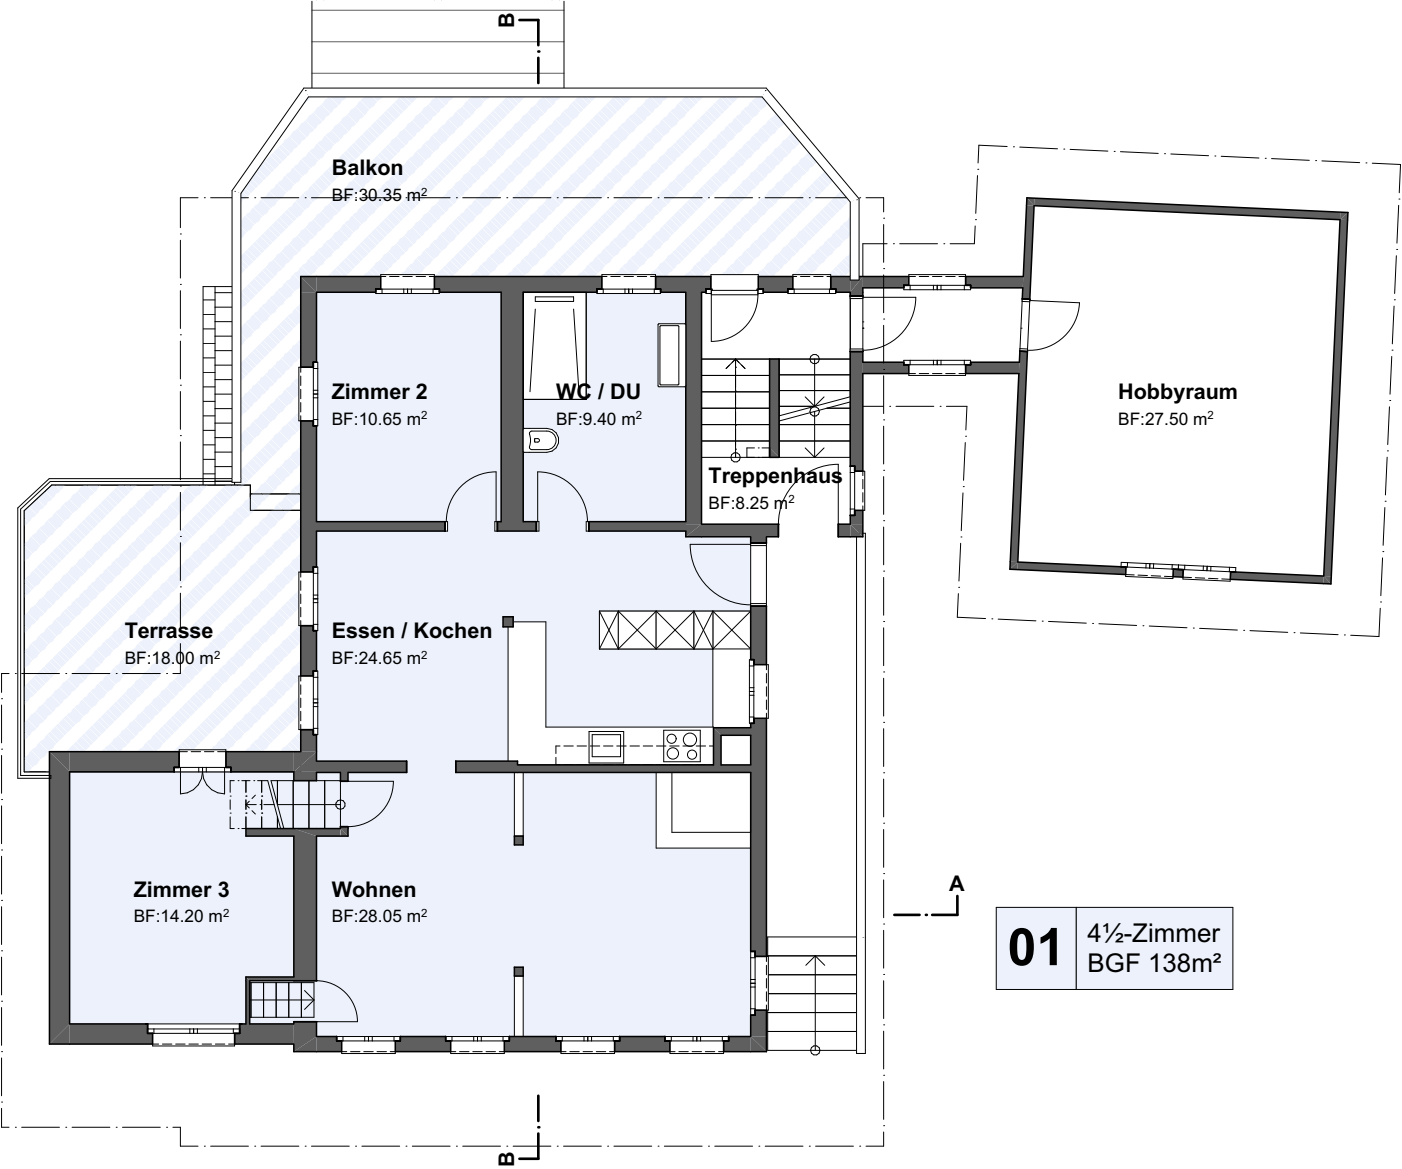 B
Balkon
BF:30.35 m²
Zimmer 2
BF:10.65 m²
WC / DU
BF:9.40 m²
Hobbyraum
BF:27.50 m²
Treppenhaus
BF:8.25 m²
Terrasse
BF:18.00 m²
Essen / Kochen
BF:24.65 m²
Zimmer 3
BF:14.20 m²
Wohnen
BF:28.05 m²
A
01
4½-Zimmer
BGF 138m²
B